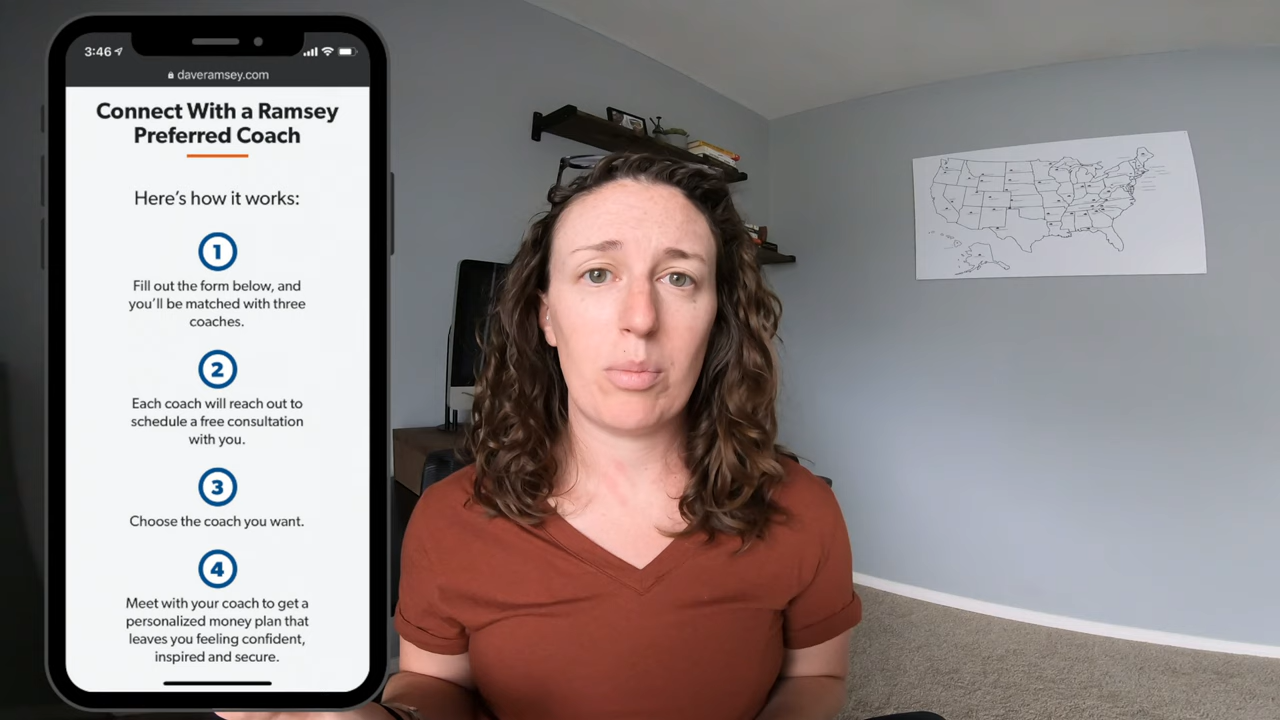 3:46
daveramsey.com
Connect With a Ramsey
Preferred Coach
Here's how it works:
1
Fill out the form below, and
you'll be matched with three
coaches.
2
Each coach will reach out to
schedule a free consultation
with you.
3
Choose the coach you want.
4
Meet with your coach to get a
personalized money plan that
leaves you feeling confident,
inspired and secure.